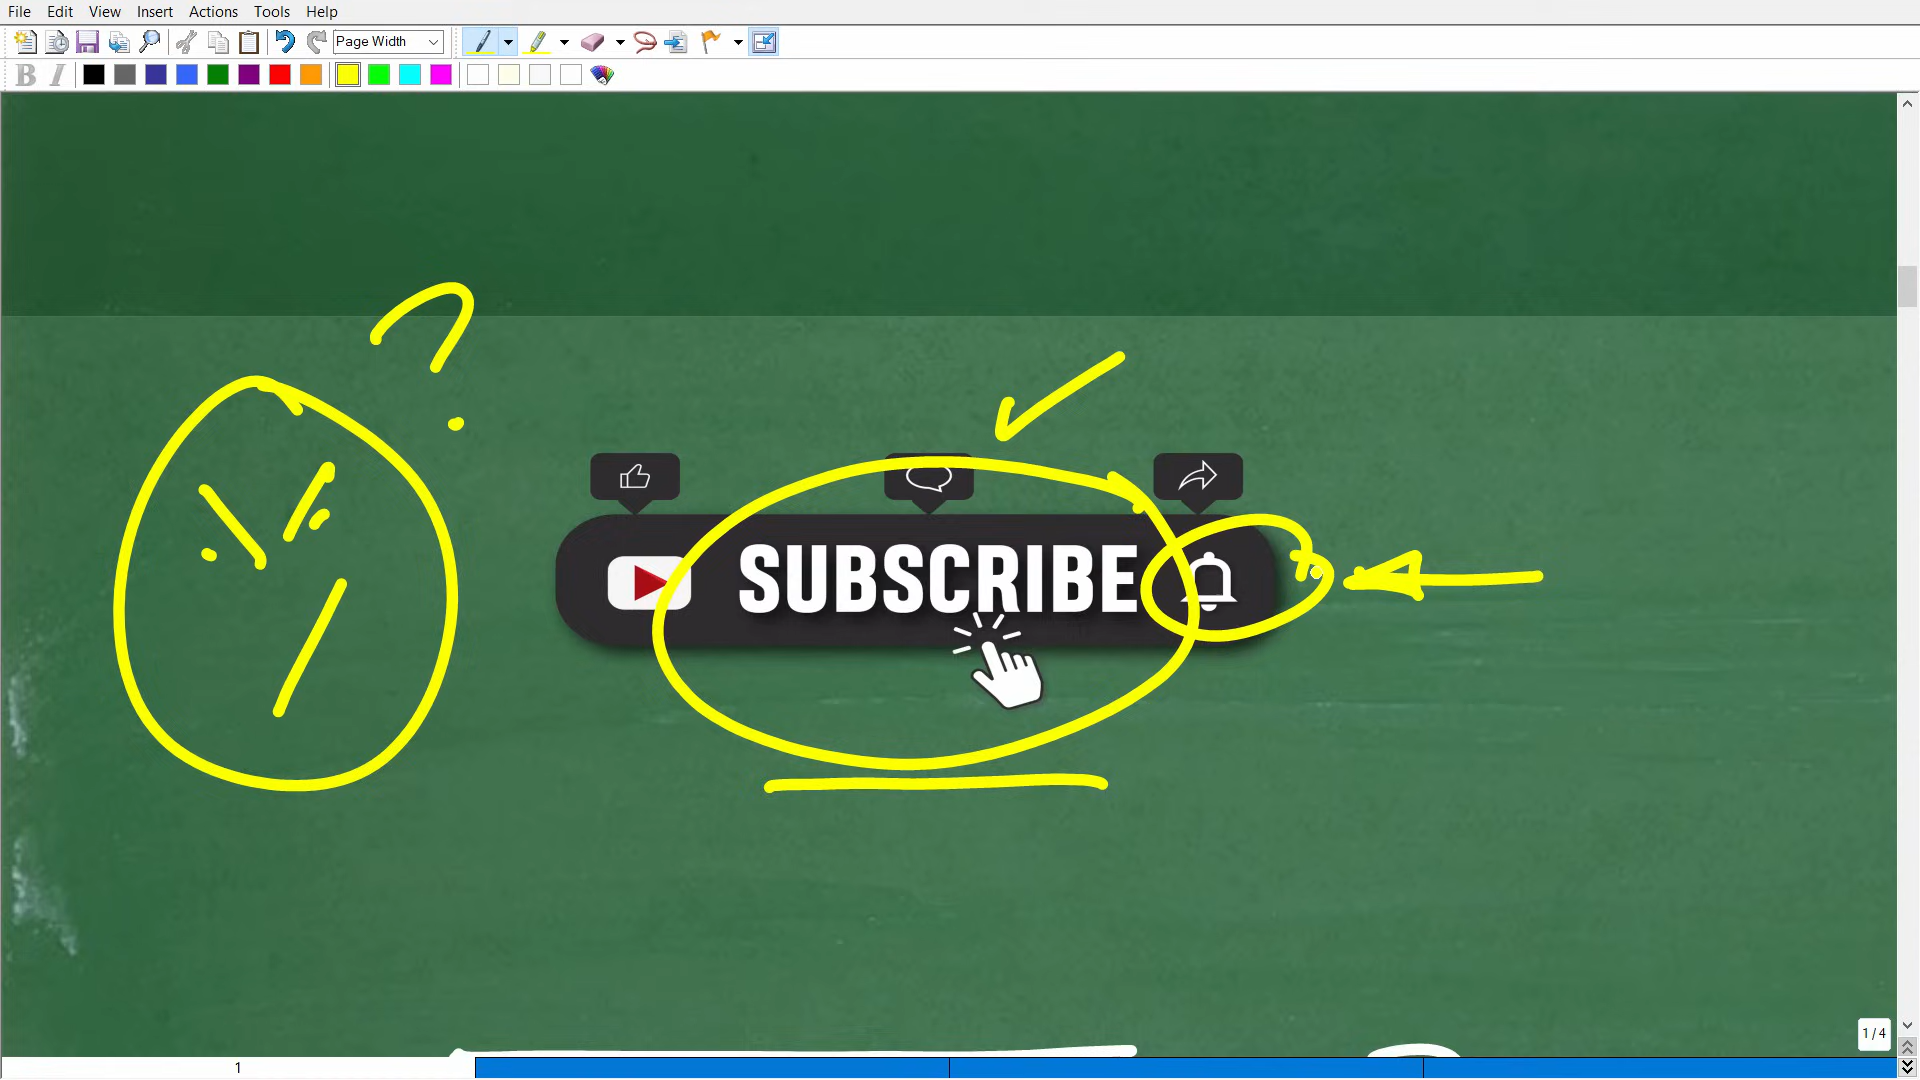 File Edit View Insert Actions Tools Help
Page Width
B I
?
SUBSCRIBE
1 / 4
1